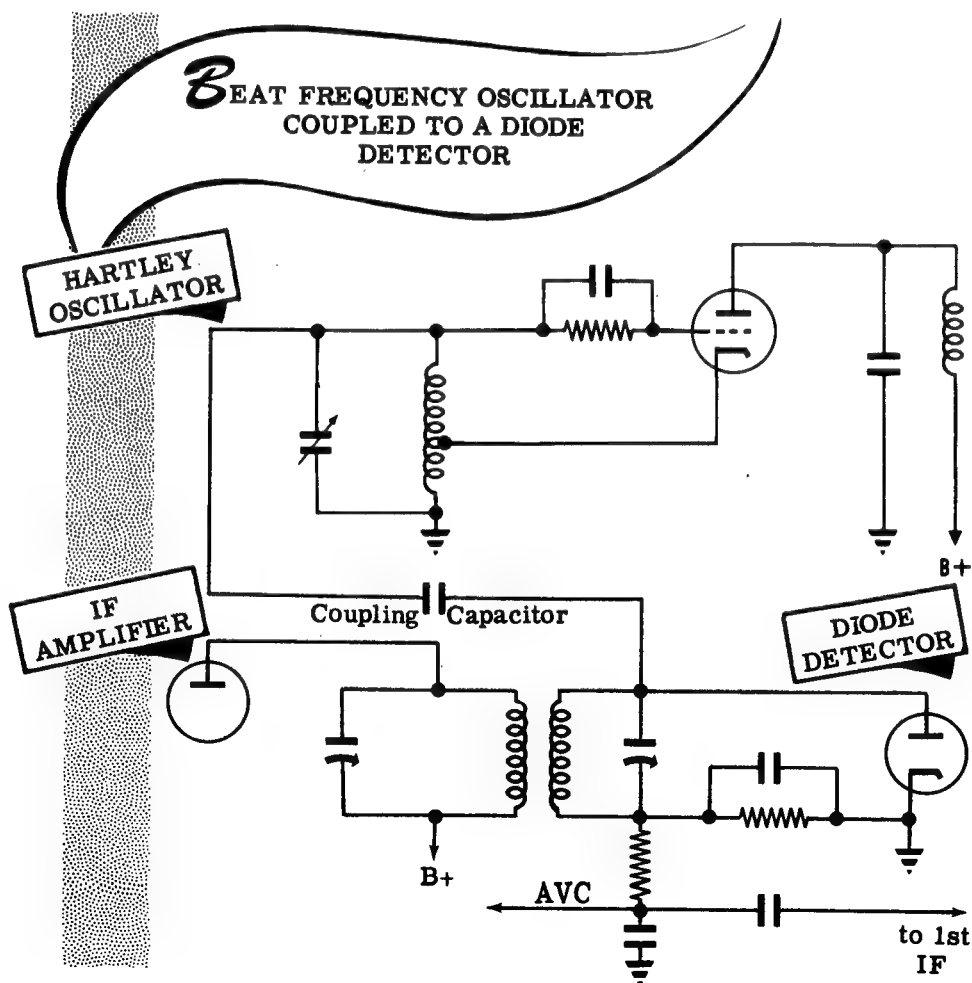 BEAT FREQUENCY OSCILLATOR
COUPLED TO A DIODE
DETECTOR
HARTLEY
OSCILLATOR
B+
IF
AMPLIFIER
Coupling Capacitor
DIODE
DETECTOR
B+
AVC
to 1st
IF